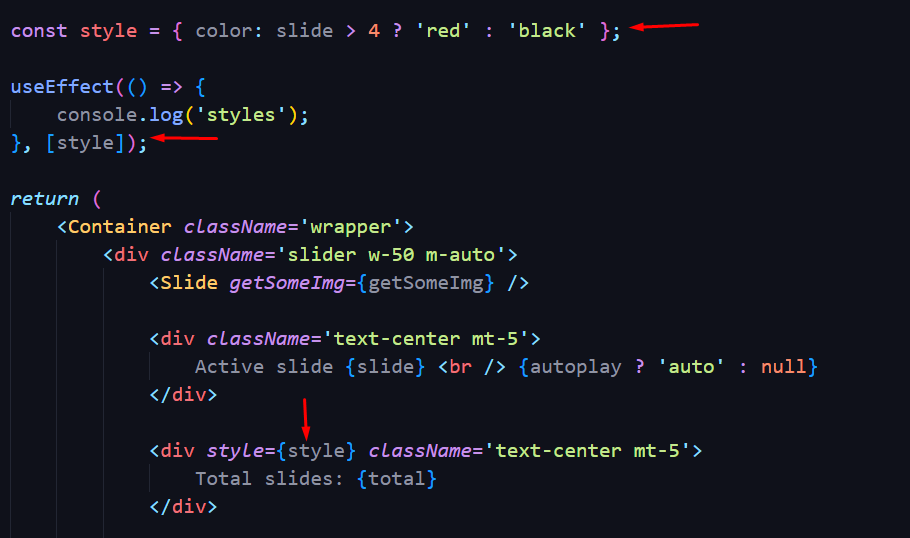 const style = { color: slide > 4 ? 'red' : 'black' };
useEffect(() => {
console.log('styles');
}, [style]);
return (
<Container className='wrapper'>
<div className='slider w-50 m-auto'>
<Slide getSomeImg={getSomeImg} />
<div className='text-center mt-5'>
Active slide {slide} <br /> {autoplay ? 'auto' : null}
</div>
<div style={style} className='text-center mt-5'>
Total slides: {total}
</div>